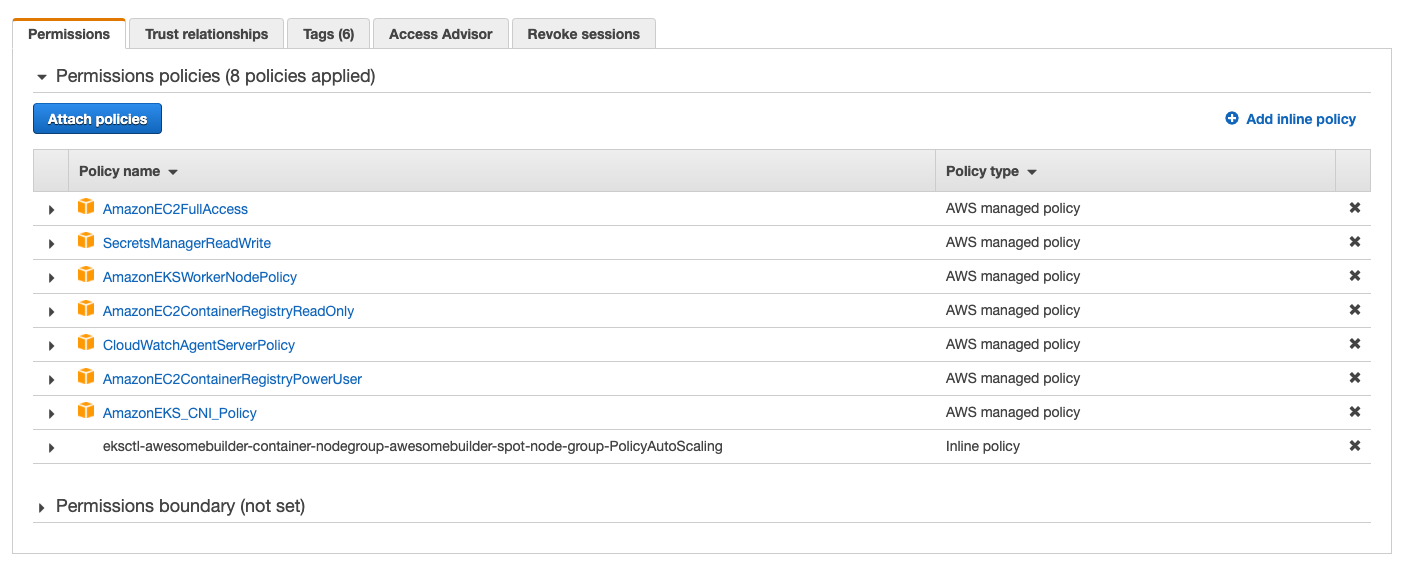 Permissions Trust relationships Tags (6) Access Advisor Revoke sessions
Permissions policies (8 policies applied)
Attach policies Add inline policy
Policy name Policy type
AmazonEC2FullAccess AWS managed policy
SecretsManagerReadWrite AWS managed policy
AmazonEKSWorkerNodePolicy AWS managed policy
AmazonEC2ContainerRegistryReadOnly AWS managed policy
CloudWatchAgentServerPolicy AWS managed policy
AmazonEC2ContainerRegistryPowerUser AWS managed policy
AmazonEKS_CNI_Policy AWS managed policy
eksctl-awesomebuilder-container-nodegroup-awesomebuilder-spot-node-group-PolicyAutoScaling Inline policy
Permissions boundary (not set)